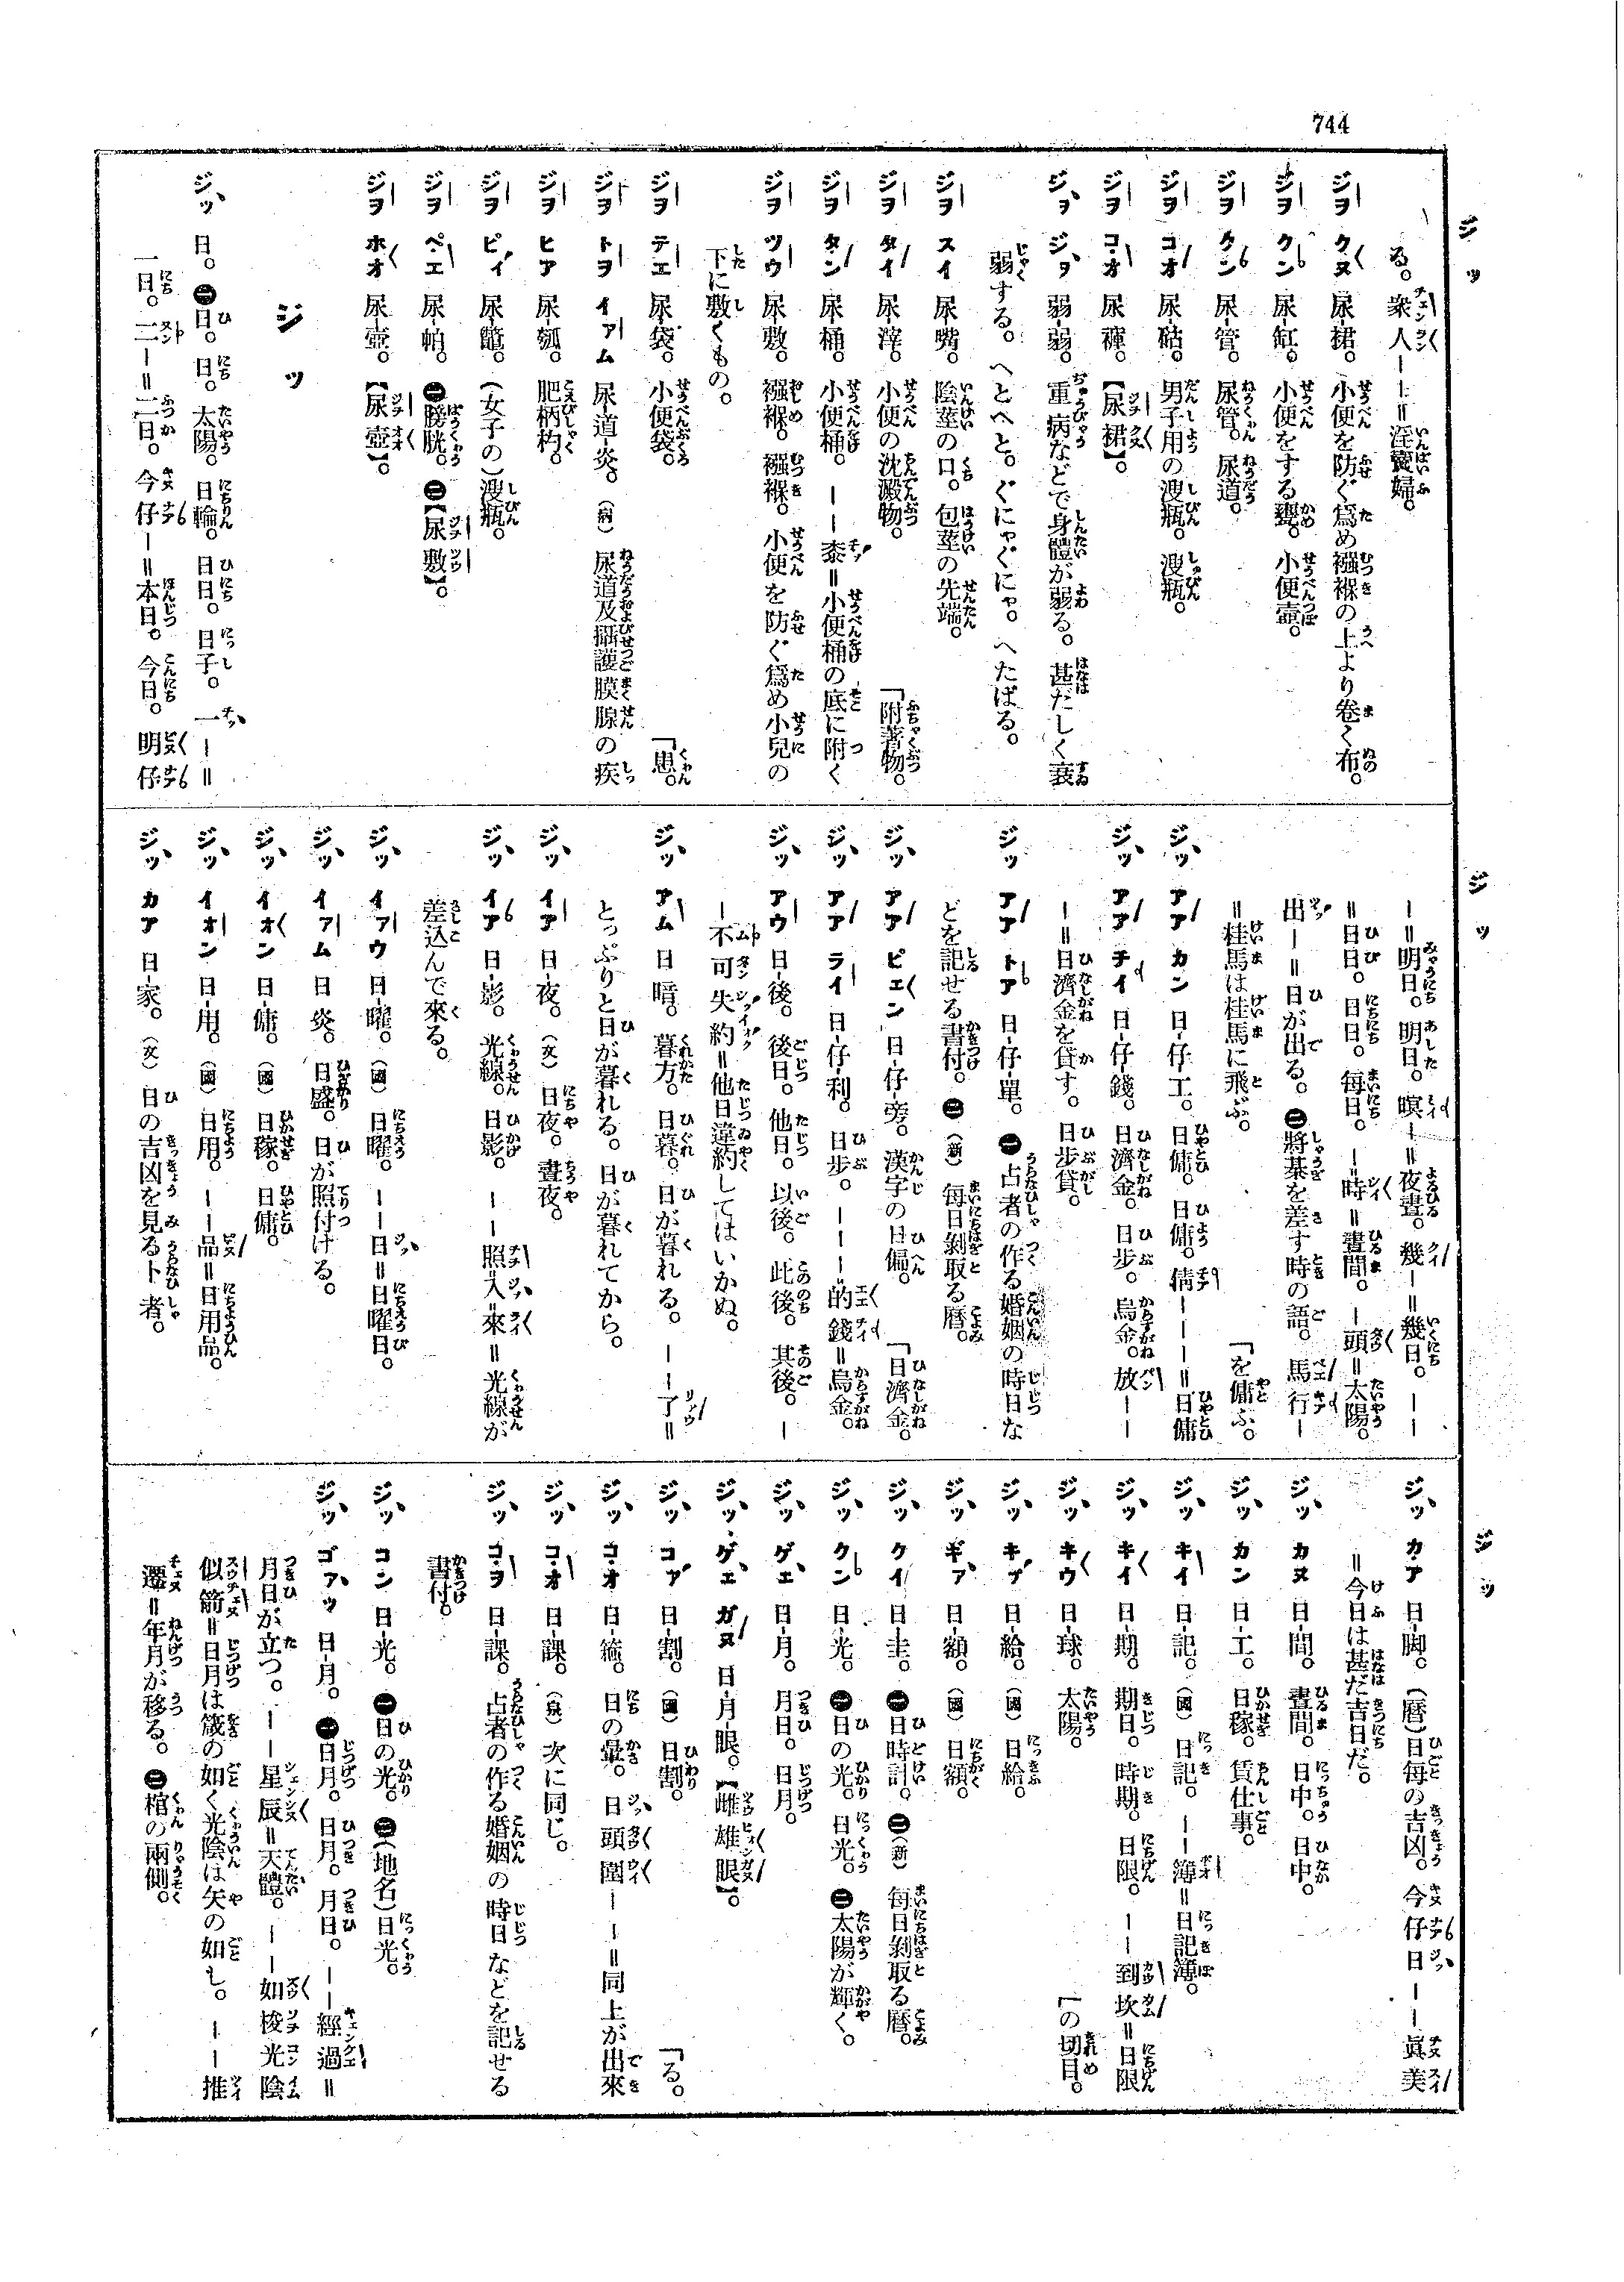 744
ジッ
る。衆人ーー＝淫賣婦。
ジヲ クヌ 尿-裙。小便を防ぐ爲め襁褓の上より卷く布。
ジヲ クン 尿-缸。小便をする甕。小便壺。
ジヲ クン 尿-管。尿管。尿道。
ジヲ コオ 尿-硞。男子用の溲瓶。溲瓶。
ジヲ コオ 尿-褲。【尿裙】。
ジヲ ジヲ 弱-弱。重病などで身體が弱る。甚だしく衰
弱する。へとへと。ぐにやぐにや。へたばる。
ジヲ スイ 尿-嘴。陰莖の口。包莖の先端。
ジヲ タイ 尿-滓。小便の沈澱物。「附著物。
ジヲ タン 尿-桶。小便桶。ーー桼＝小便桶の底に附く
ジヲ ツウ 尿-敷。襁褓。襁褓。小便を防ぐ爲め小兒の
下に敷くもの。
ジヲ テエ 尿-袋。小便袋。「患。
ジヲ トヲ イアム 尿-道-炎。（病）尿道及攝護膜腺の疾
ジヲ ヒア 尿-瓠。肥柄杓。
ジヲ ピイ 尿-鼈。（女子の）溲瓶。
ジヲ ペエ 尿-帕。㊀膀胱。㊁【尿敷】。
ジヲ ホオ 尿-壺。【尿壺】。
ジッ
ジッ 日。㊀日。日。太陽。日輪。日日。日子。一ー＝
一日。二ー＝二日。今仔ー＝本日。今日。明仔
ジッ
ー＝明日。明日。暝ー＝夜晝。幾ー＝幾日。ーー
＝日日。日日。每日。ー時＝晝間。ー頭＝太陽。
出ー＝日が出る。㊁將棊を差す時の語。馬行ー
＝桂馬は桂馬に飛ぶ。「を傭ふ。
ジッ アア カン 日-仔-工。日傭。日傭。倩ーーー＝日傭
ジッ アア チイ 日-仔-錢。日濟金。日步。烏金。放ーー
ー＝日濟金を貸す。日步貸。
ジッ アア トア 日-仔-單。㊀占者の作る婚姻の時日な
どを記せる書付。㊁（新）每日剝取る曆。
ジッ アア ピエン 日-仔-旁。漢字の日偏。「日濟金。
ジッ アア ライ 日-仔-利。日步。ーーー的錢＝烏金。
ジッ アウ 日-後。後日。他日。以後。此後。其後。ー
ー不可失約＝他日違約してはいかぬ。
ジッ アム 日-暗。暮方。日暮。日が暮れる。ーー了＝
とっぷりと日が暮れる。日が暮れてから。
ジッ イア 日-夜。（文）日夜。晝夜。
ジッ イア 日-影。光線。日影。ーー照入來＝光線が
差込んで來る。
ジッ イアウ 日-曜。（國）日曜。ーー日＝日曜日。
ジッ イアム 日-炎。日盛。日が照付ける。
ジッ イオン 日-傭。（國）日稼。日傭。
ジッ イオン 日-用。（國）日用。ーー品＝日用品。
ジッ カア 日-家。（文）日の吉凶を見る卜者。
ジッ
ジッ カア 日-脚。（曆）日每の吉凶。今仔日ーー眞美
＝今日は甚だ吉日だ。
ジッ カヌ 日-間。晝間。日中。日中。
ジッ カン 日-工。日稼。賃仕事。
ジッ キイ 日-記。（國）日記。ーー簿＝日記簿。
ジッ キイ 日-期。期日。時期。日限。ーー到坎＝日限
ジッ キウ 日-球。太陽。「の切目。
ジッ キプ 日-給。（國）日給。
ジッ ギア 日-額。（國）日額。
ジッ クイ 日-圭。㊀日時計。㊁（新）每日剝取る曆。
ジッ クン 日-光。㊀日の光。日光。㊁太陽が輝く。
ジッ ゲエ 日-月。月日。日月。
ジッ ゲエ ガヌ 日-月-眼。【雌雄眼】。
ジッ コア 日-割。（國）日割。「る。
ジッ コオ 日-箍。日の暈。日頭圍ーー＝同上が出來
ジッ コオ 日-課。（泉）次に同じ。
ジッ コヲ 日-課。占者の作る婚姻の時日などを記せる
書付。
ジッ コン 日-光。㊀日の光。㊁（地名）日光。
ジッ ゴアッ 日-月。㊀日月。日月。月日。ーー經過＝
月日が立つ。ーー星辰＝天體。ーー如梭光陰
似箭＝日月は箴の如く光陰は矢の如し。ーー推
遷＝年月が移る。㊁棺の兩側。